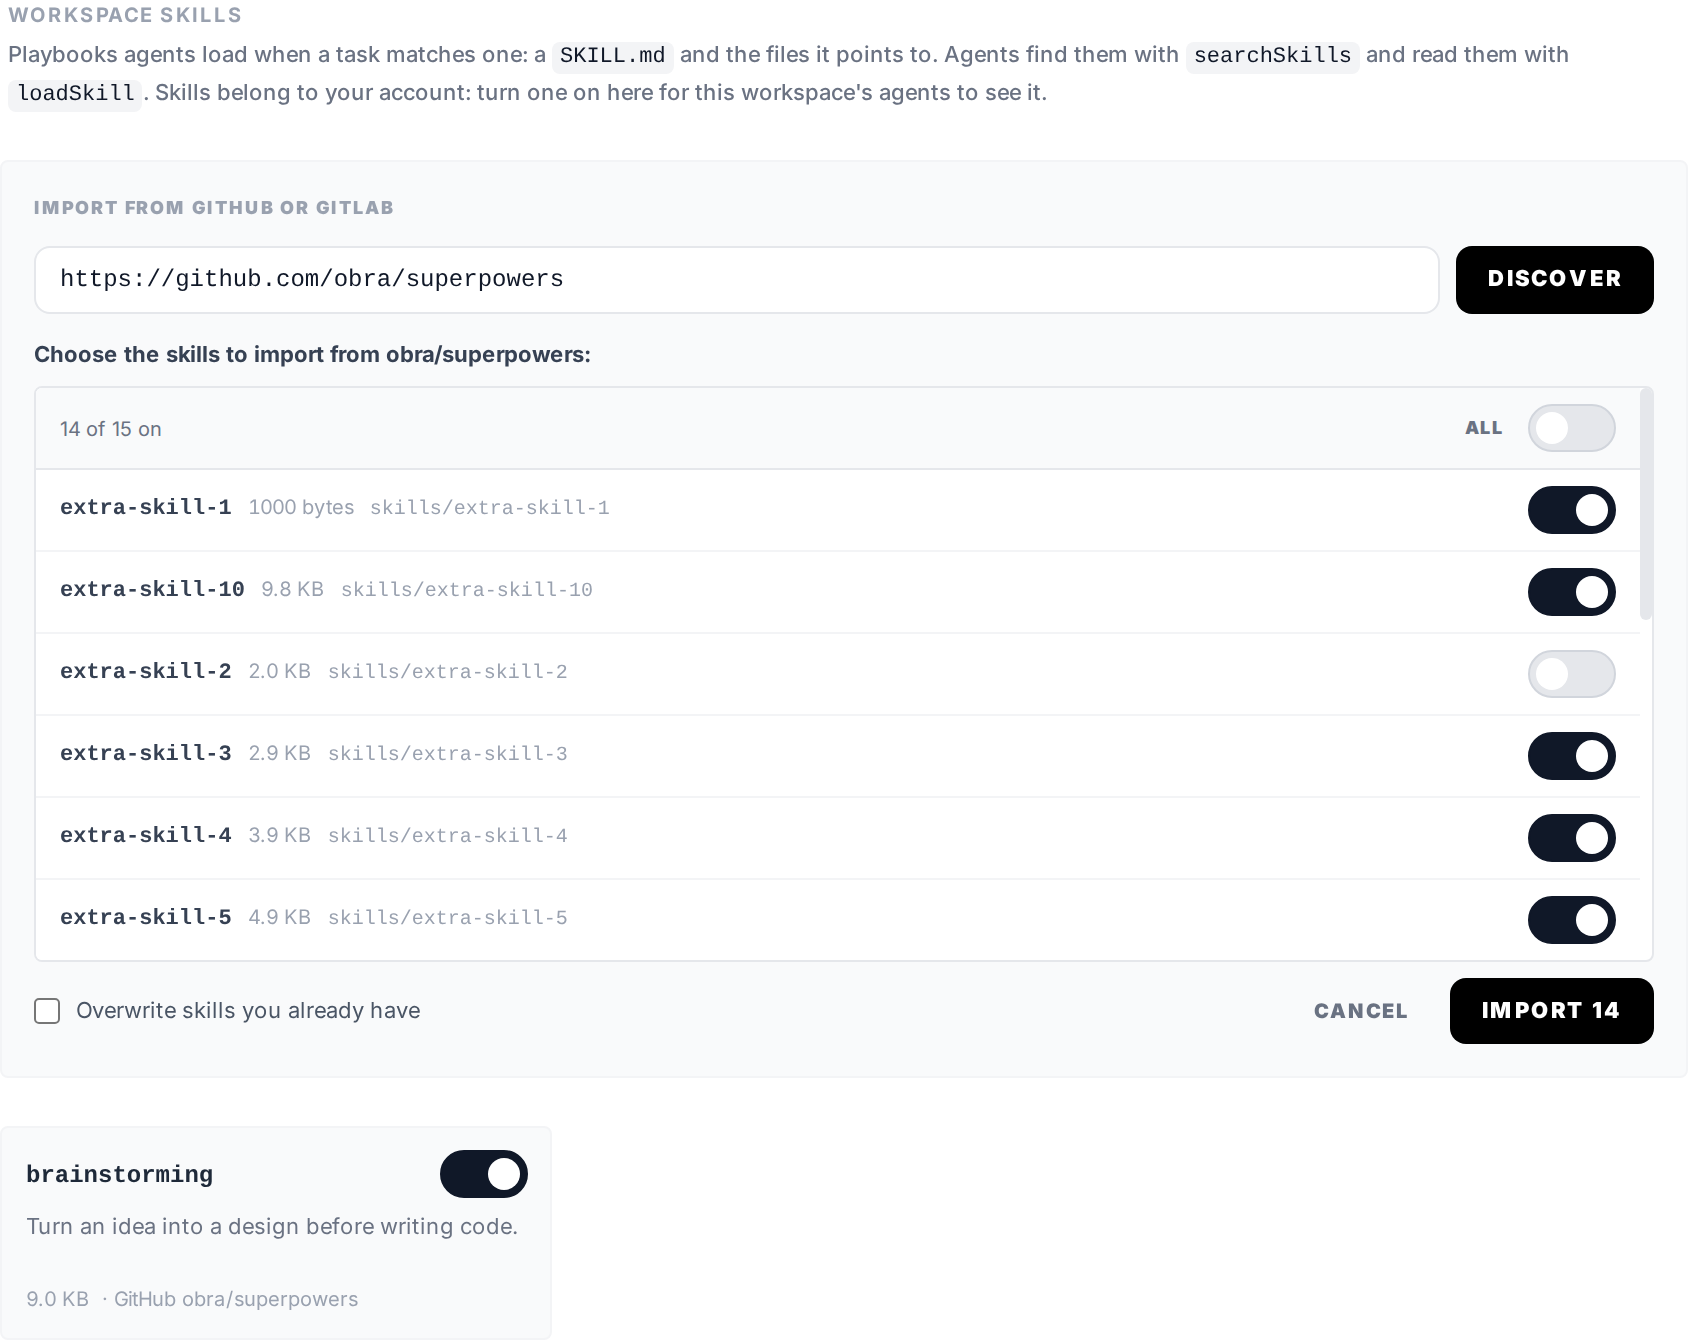 WORKSPACE SKILLS
Playbooks agents load when a task matches one: a SKILL.md and the files it points to. Agents find them with searchSkills and read them with
loadSkill. Skills belong to your account: turn one on here for this workspace's agents to see it.
IMPORT FROM GITHUB OR GITLAB
https://github.com/obra/superpowers
DISCOVER
Choose the skills to import from obra/superpowers:
14 of 15 on
ALL
extra-skill-1 1000 bytes skills/extra-skill-1
extra-skill-10 9.8 KB skills/extra-skill-10
extra-skill-2 2.0 KB skills/extra-skill-2
extra-skill-3 2.9 KB skills/extra-skill-3
extra-skill-4 3.9 KB skills/extra-skill-4
extra-skill-5 4.9 KB skills/extra-skill-5
Overwrite skills you already have
CANCEL
IMPORT 14
brainstorming
Turn an idea into a design before writing code.
9.0 KB · GitHub obra/superpowers